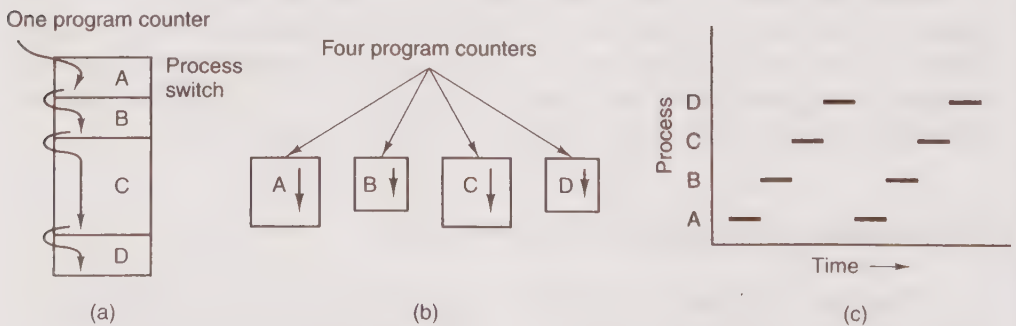 One program counter
A
Process
switch
B
C
D
(a)
Four program counters
A
B
C
D
(b)
Process
D
C
B
A
Time
(c)